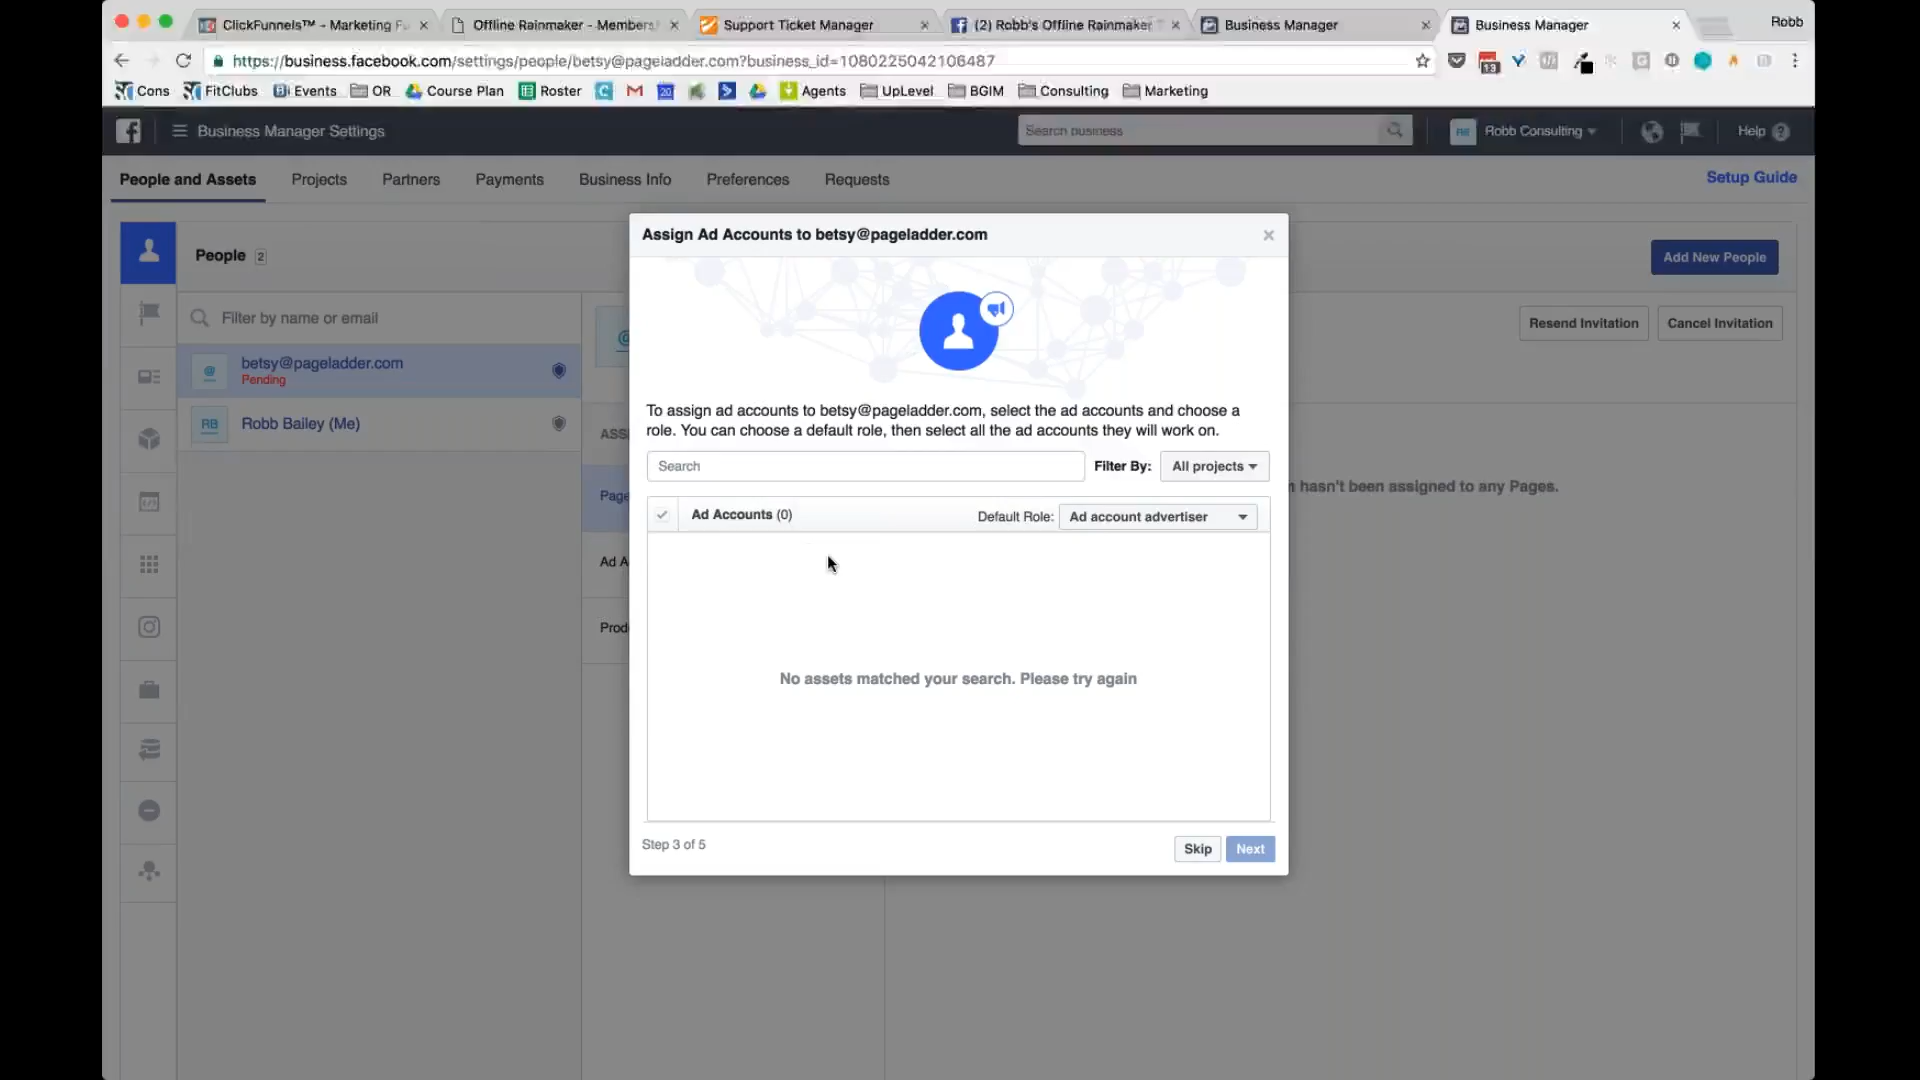 ClickFunnels™ - Marketing Fu
Offline Rainmaker - Members
Support Ticket Manager
(2) Robb's Offline Rainmaker
Business Manager
Business Manager
Robb
https://business.facebook.com/settings/people/betsy@pageladder.com?business_id=1080225042106487
13
Cons
FitClubs
Events
OR
Course Plan
Roster
20
Agents
UpLevel
BGIM
Consulting
Marketing
Business Manager Settings
Search business
RB
Robb Consulting
Help
People and Assets
Projects
Partners
Payments
Business Info
Preferences
Requests
Setup Guide
People 2
Add New People
Filter by name or email
Resend Invitation
Cancel Invitation
@
betsy@pageladder.com
Pending
RB
Robb Bailey (Me)
ASS
Page
Ad A
Prod
hasn't been assigned to any Pages.
Assign Ad Accounts to betsy@pageladder.com
To assign ad accounts to betsy@pageladder.com, select the ad accounts and choose a
role. You can choose a default role, then select all the ad accounts they will work on.
Search
Filter By:
All projects
Ad Accounts (0)
Default Role:
Ad account advertiser
No assets matched your search. Please try again
Step 3 of 5
Skip
Next